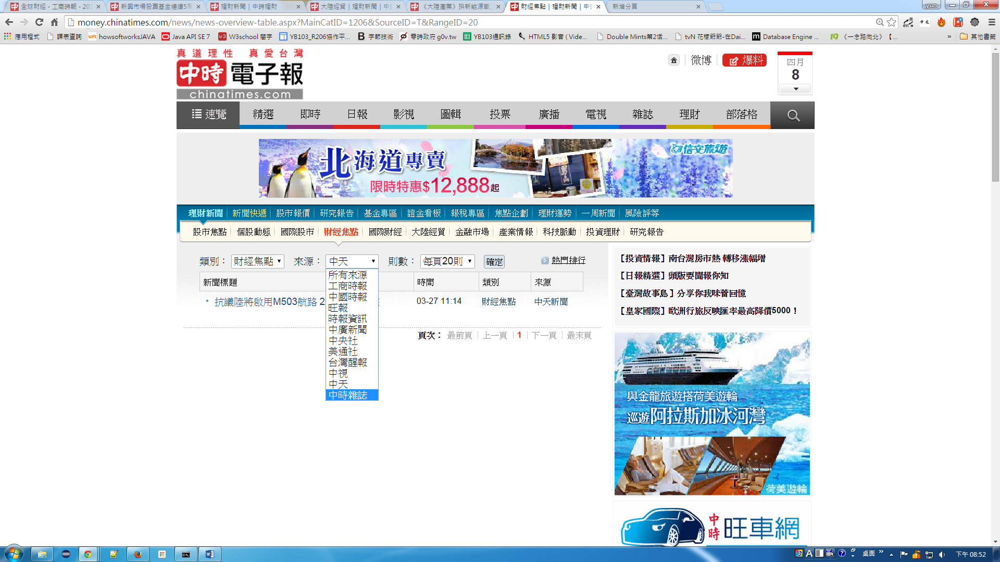 全球財經 - 工商時報 - 201
新興市場股票基金連續5周
理財新聞 | 中時理財
大陸經貿 | 理財新聞 | 中時
《大陸產業》拚新能源車
財經焦點 | 理財新聞 | 中時
新增分頁
yun
money.chinatimes.com/news/news-overview-table.aspx?MainCatID=1206&SourceID=T&RangeID=20
應用程式
課表查詢
howsoftworksJAVA
Java API SE 7
W3school 簡字
YB103_R206協作平...
字節技術
零時政府 g0v.tw
YB103通訊錄
HTML5 影音 ( Vide...
Double Mints第2话...
tvN 花樣爺爺-在Dai...
Database Engine ...
《一念路向北》【...
其他書籤
真道理性 真愛台灣
中時電子報
chinatimes.com
微博
爆料
四月
8
速覽 精選 即時 日報 影視 圖輯 投票 廣播 電視 雜誌 理財 部落格
北海道專賣
限時特惠$12,888起
信安旅遊
理財新聞 新聞快遞 股市報價 研究報告 基金專區 證金看板 報稅專區 焦點企劃 理財運勢 一周新聞 風險評等
股市焦點 個股動態 國際股市 財經焦點 國際財經 大陸經貿 金融市場 產業情報 科技脈動 投資理財 研究報告
類別： 財經焦點 來源： 中天 則數： 每頁20則 確定 熱門排行
新聞標題 時間 類別 來源
抗議陸將啟用M503航路 2 03-27 11:14 財經焦點 中天新聞
所有來源
工商時報
中國時報
旺報
時報資訊
中廣新聞
中央社
美通社
台灣醒報
中視
中天
中時雜誌
頁次： 最前頁 上一頁 1 下一頁 最末頁
【投資情報】南台灣房市熱 轉移漲幅增
【日報精選】頭版要聞報你知
【臺灣故事島】分享你我味蕾回憶
【皇家國際】歐洲行旅反映匯率最高降價5000！
與金龍旅遊搭荷美遊輪
巡遊阿拉斯加冰河灣
荷美遊輪
中時旺車網
桌面
下午 08:52